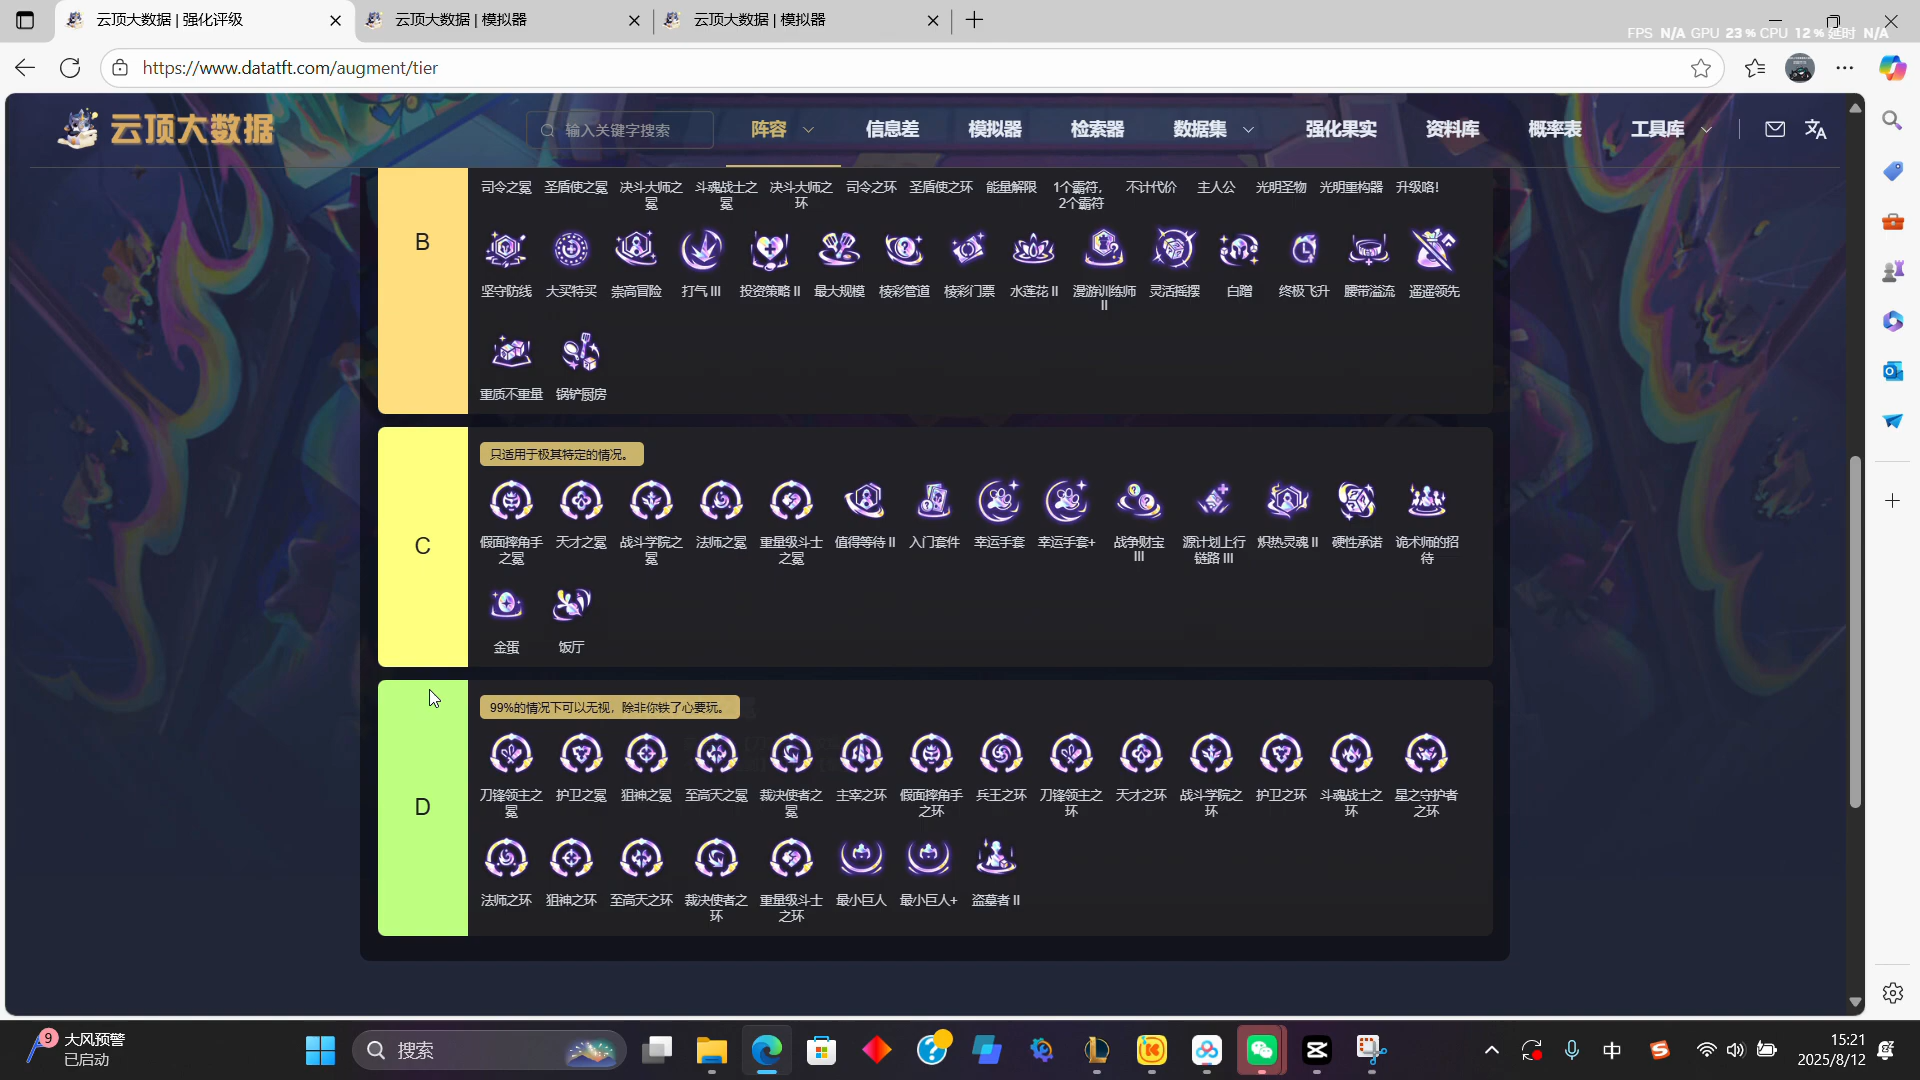 云顶大数据 | 强化评级
云顶大数据 | 模拟器
云顶大数据 | 模拟器
FPS N/A GPU 23% CPU 12% 延时 N/A
https://www.datatft.com/augment/tier
云顶大数据
输入关键字搜索
阵容 信息差 模拟器 检索器 数据集 强化果实 资料库 概率表 工具库
B
司令之冕 圣盾使之冕 决斗大师之冕 斗魂战士之冕 决斗大师之环 司令之环 圣盾使之环 能量解限 1个霸符，2个霸符 不计代价 主人公 光明圣物 光明重构器 升级咯！
坚守防线 大买特买 崇高冒险 打气 III 投资策略 II 最大规模 棱彩管道 棱彩门票 水莲花 II 漫游训练师 II 灵活摇摆 白蹭 终极飞升 腰带溢流 遥遥领先
重质不重量 锅铲厨房
C
只适用于极其特定的情况。
假面摔角手之冕 天才之冕 战斗学院之冕 法师之冕 重量级斗士之冕 值得等待 II 入门套件 幸运手套 幸运手套+ 战争财宝 III 源计划上行链路 III 炽热灵魂 II 硬性承诺 诡术师的招待
金蛋 饭厅
D
99%的情况下可以无视，除非你铁了心要玩。
刀锋领主之冕 护卫之冕 狙神之冕 至高天之冕 裁决使者之冕 主宰之环 假面摔角手之环 兵王之环 刀锋领主之环 天才之环 战斗学院之环 护卫之环 斗魂战士之环 星之守护者之环
法师之环 狙神之环 至高天之环 裁决使者之环 重量级斗士之环 最小巨人 最小巨人+ 盗墓者 II
9
大风预警
已启动
搜索
中
15:21
2025/8/12